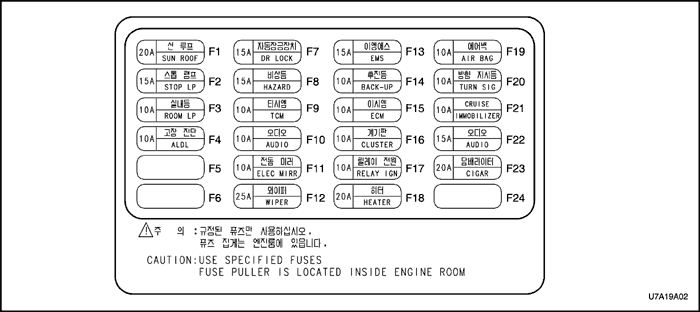 20A 선 루프 SUN ROOF F1
15A 자동잠금장치 DR LOCK F7
15A 이엠에스 EMS F13
10A 에어백 AIR BAG F19
15A 스톱 램프 STOP LP F2
15A 비상등 HAZARD F8
10A 후진등 BACK-UP F14
10A 방향 지시등 TURN SIG F20
10A 실내등 ROOM LP F3
10A 티시엠 TCM F9
10A 이시엠 ECM F15
10A CRUISE IMMOBILIZER F21
10A 고장 진단 ALDL F4
10A 오디오 AUDIO F10
10A 계기판 CLUSTER F16
15A 오디오 AUDIO F22
F5
10A 전동 미러 ELEC MIRR F11
10A 릴레이 전원 RELAY IGN F17
20A 담배라이터 CIGAR F23
F6
25A 와이퍼 WIPER F12
20A 히터 HEATER F18
F24
주 의 : 규정된 퓨즈만 사용하십시오.
퓨즈 집게는 엔진룸에 있읍니다.
CAUTION:USE SPECIFIED FUSES
FUSE PULLER IS LOCATED INSIDE ENGINE ROOM
U7A19A02